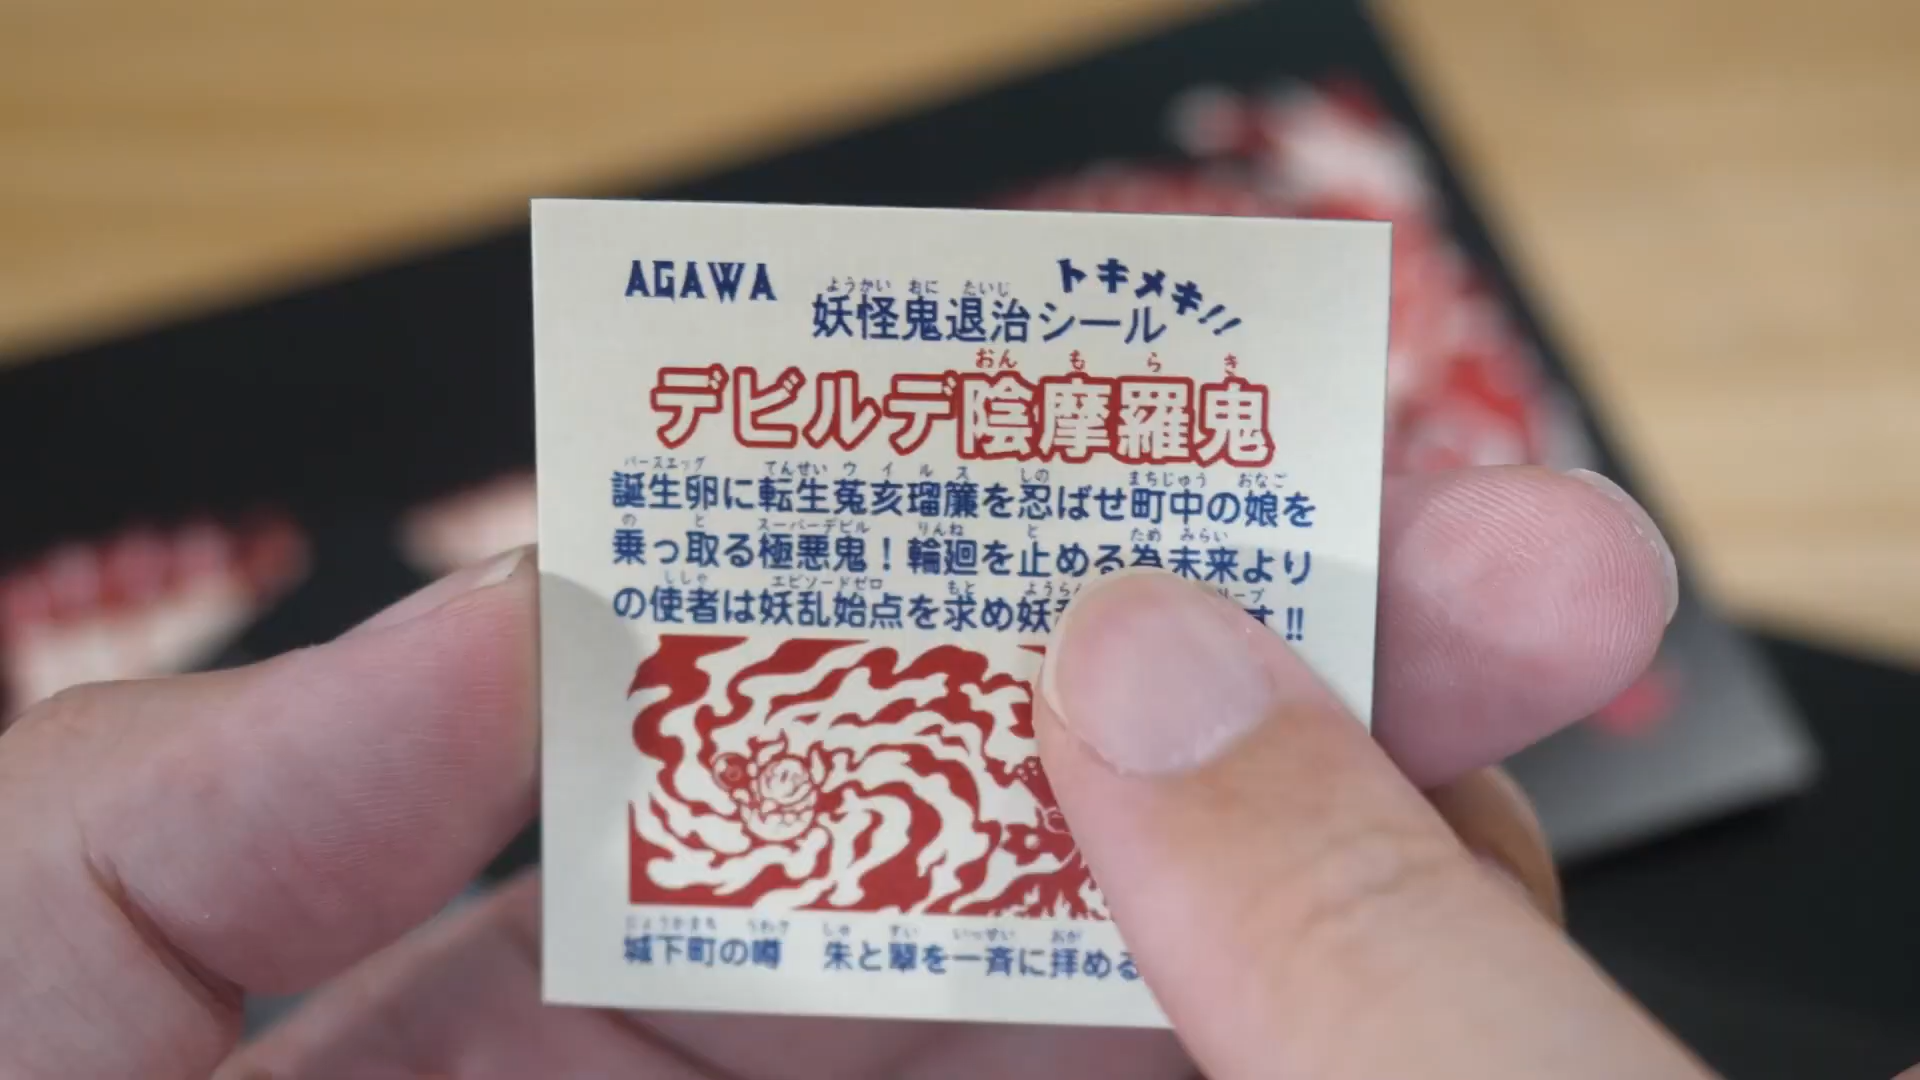 AGAWA
トキメキ!!
ようかい おに たいじ
妖怪鬼退治シール
おん も ら き
デビルデ陰摩羅鬼
バースエッグ てんせい ウイルス しの まちじゅう おなご
誕生卵に転生菟亥瑠簾を忍ばせ町中の娘を
の と スーパーデビル りんね と ため みらい
乗っ取る極悪鬼！輪廻を止める為未来より
ししゃ エピソードゼロ もと ようらん
の使者は妖乱始点を求め妖 す!!
じょうかまち うわさ しゅ すい いっせい おが
城下町の噂 朱と翠を一斉に拝める